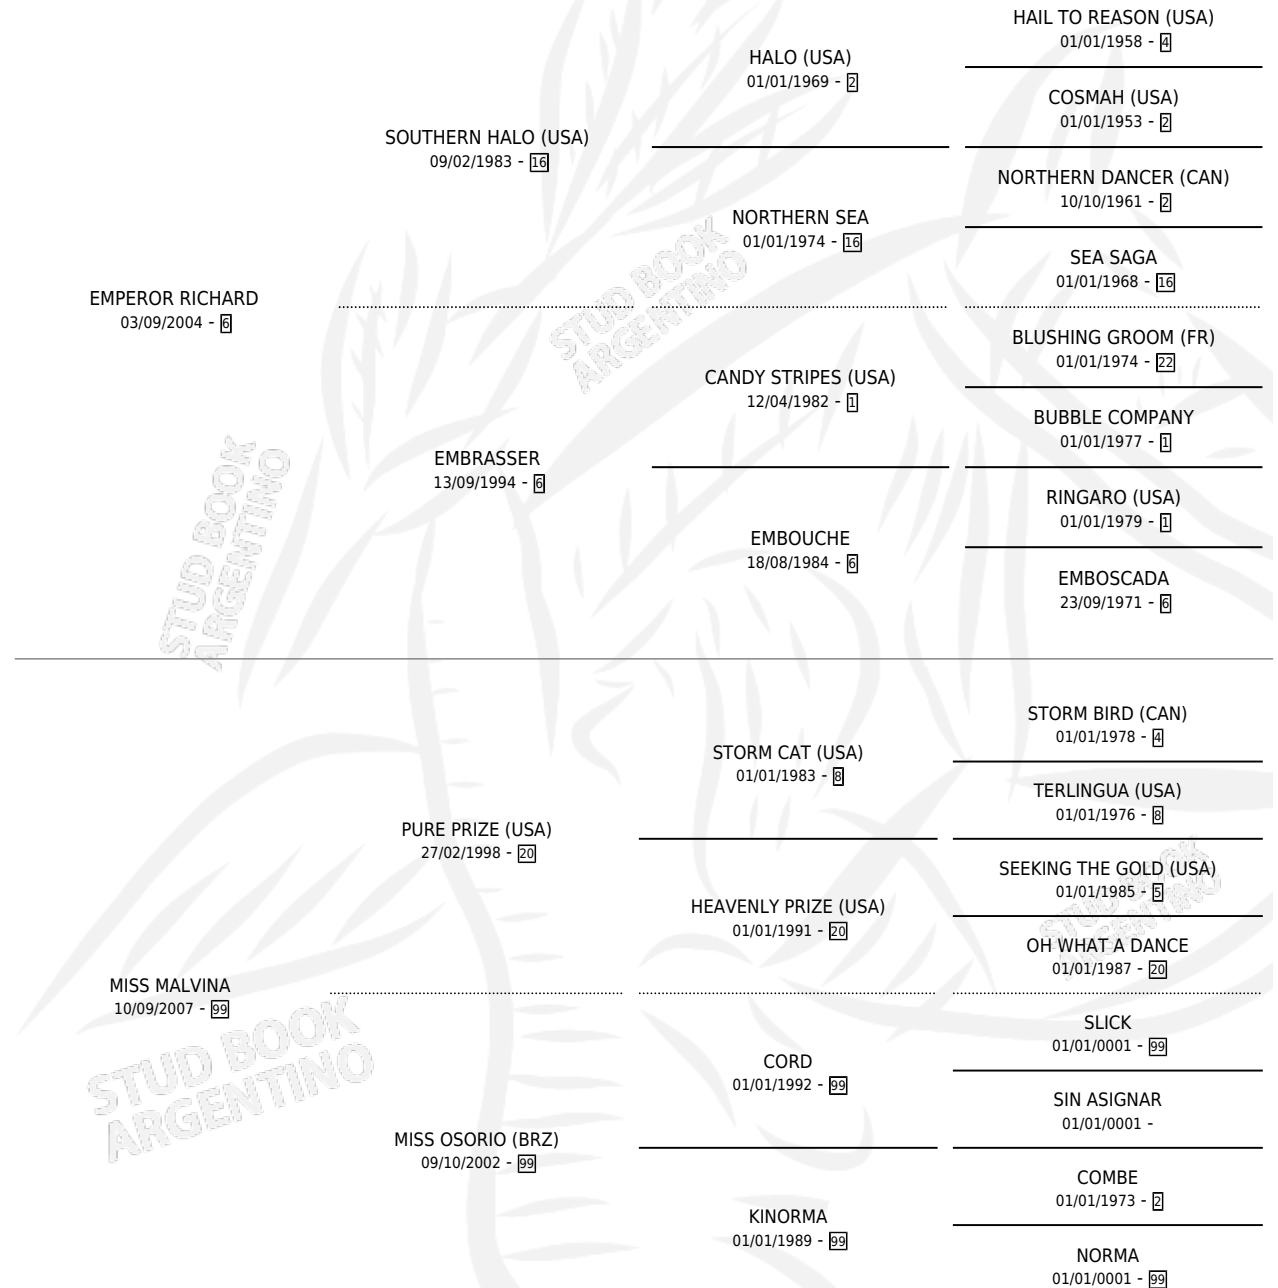 HAIL TO REASON (USA)
01/01/1958 - 4
HALO (USA)
01/01/1969 - 2
COSMAH (USA)
01/01/1953 - 2
SOUTHERN HALO (USA)
09/02/1983 - 16
NORTHERN DANCER (CAN)
10/10/1961 - 2
NORTHERN SEA
01/01/1974 - 16
SEA SAGA
01/01/1968 - 16
EMPEROR RICHARD
03/09/2004 - 6
STUD BOOK
ARGENTINO
BLUSHING GROOM (FR)
01/01/1974 - 22
CANDY STRIPES (USA)
12/04/1982 - 1
BUBBLE COMPANY
01/01/1977 - 1
EMBRASSER
13/09/1994 - 6
RINGARO (USA)
01/01/1979 - 1
EMBOUCHE
18/08/1984 - 6
EMBOSCADA
23/09/1971 - 6
STUD BOOK
ARGENTINO
STORM BIRD (CAN)
01/01/1978 - 4
STORM CAT (USA)
01/01/1983 - 8
TERLINGUA (USA)
01/01/1976 - 8
PURE PRIZE (USA)
27/02/1998 - 20
SEEKING THE GOLD (USA)
01/01/1985 - 5
HEAVENLY PRIZE (USA)
01/01/1991 - 20
STUD BOOK
ARGENTINO
OH WHAT A DANCE
01/01/1987 - 20
MISS MALVINA
10/09/2007 - 99
SLICK
01/01/0001 - 99
CORD
01/01/1992 - 99
SIN ASIGNAR
01/01/0001 -
STUD BOOK
ARGENTINO
MISS OSORIO (BRZ)
09/10/2002 - 99
COMBE
01/01/1973 - 2
KINORMA
01/01/1989 - 99
NORMA
01/01/0001 - 99